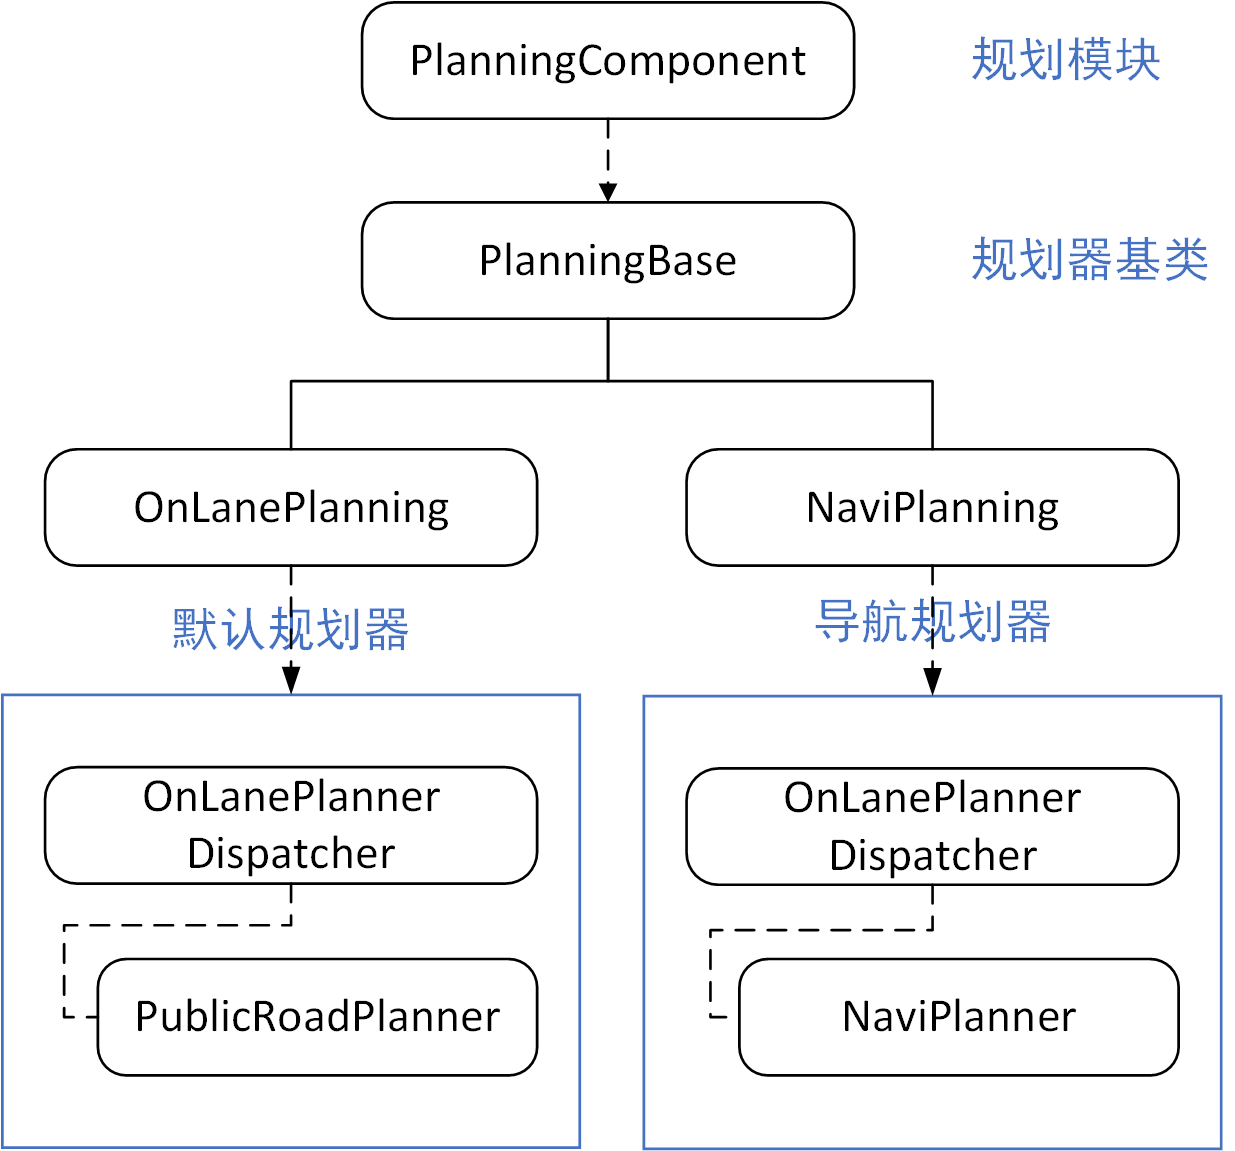 PlanningComponent
规划模块
PlanningBase
规划器基类
OnLanePlanning
NaviPlanning
默认规划器
导航规划器
OnLanePlanner
Dispatcher
OnLanePlanner
Dispatcher
PublicRoadPlanner
NaviPlanner